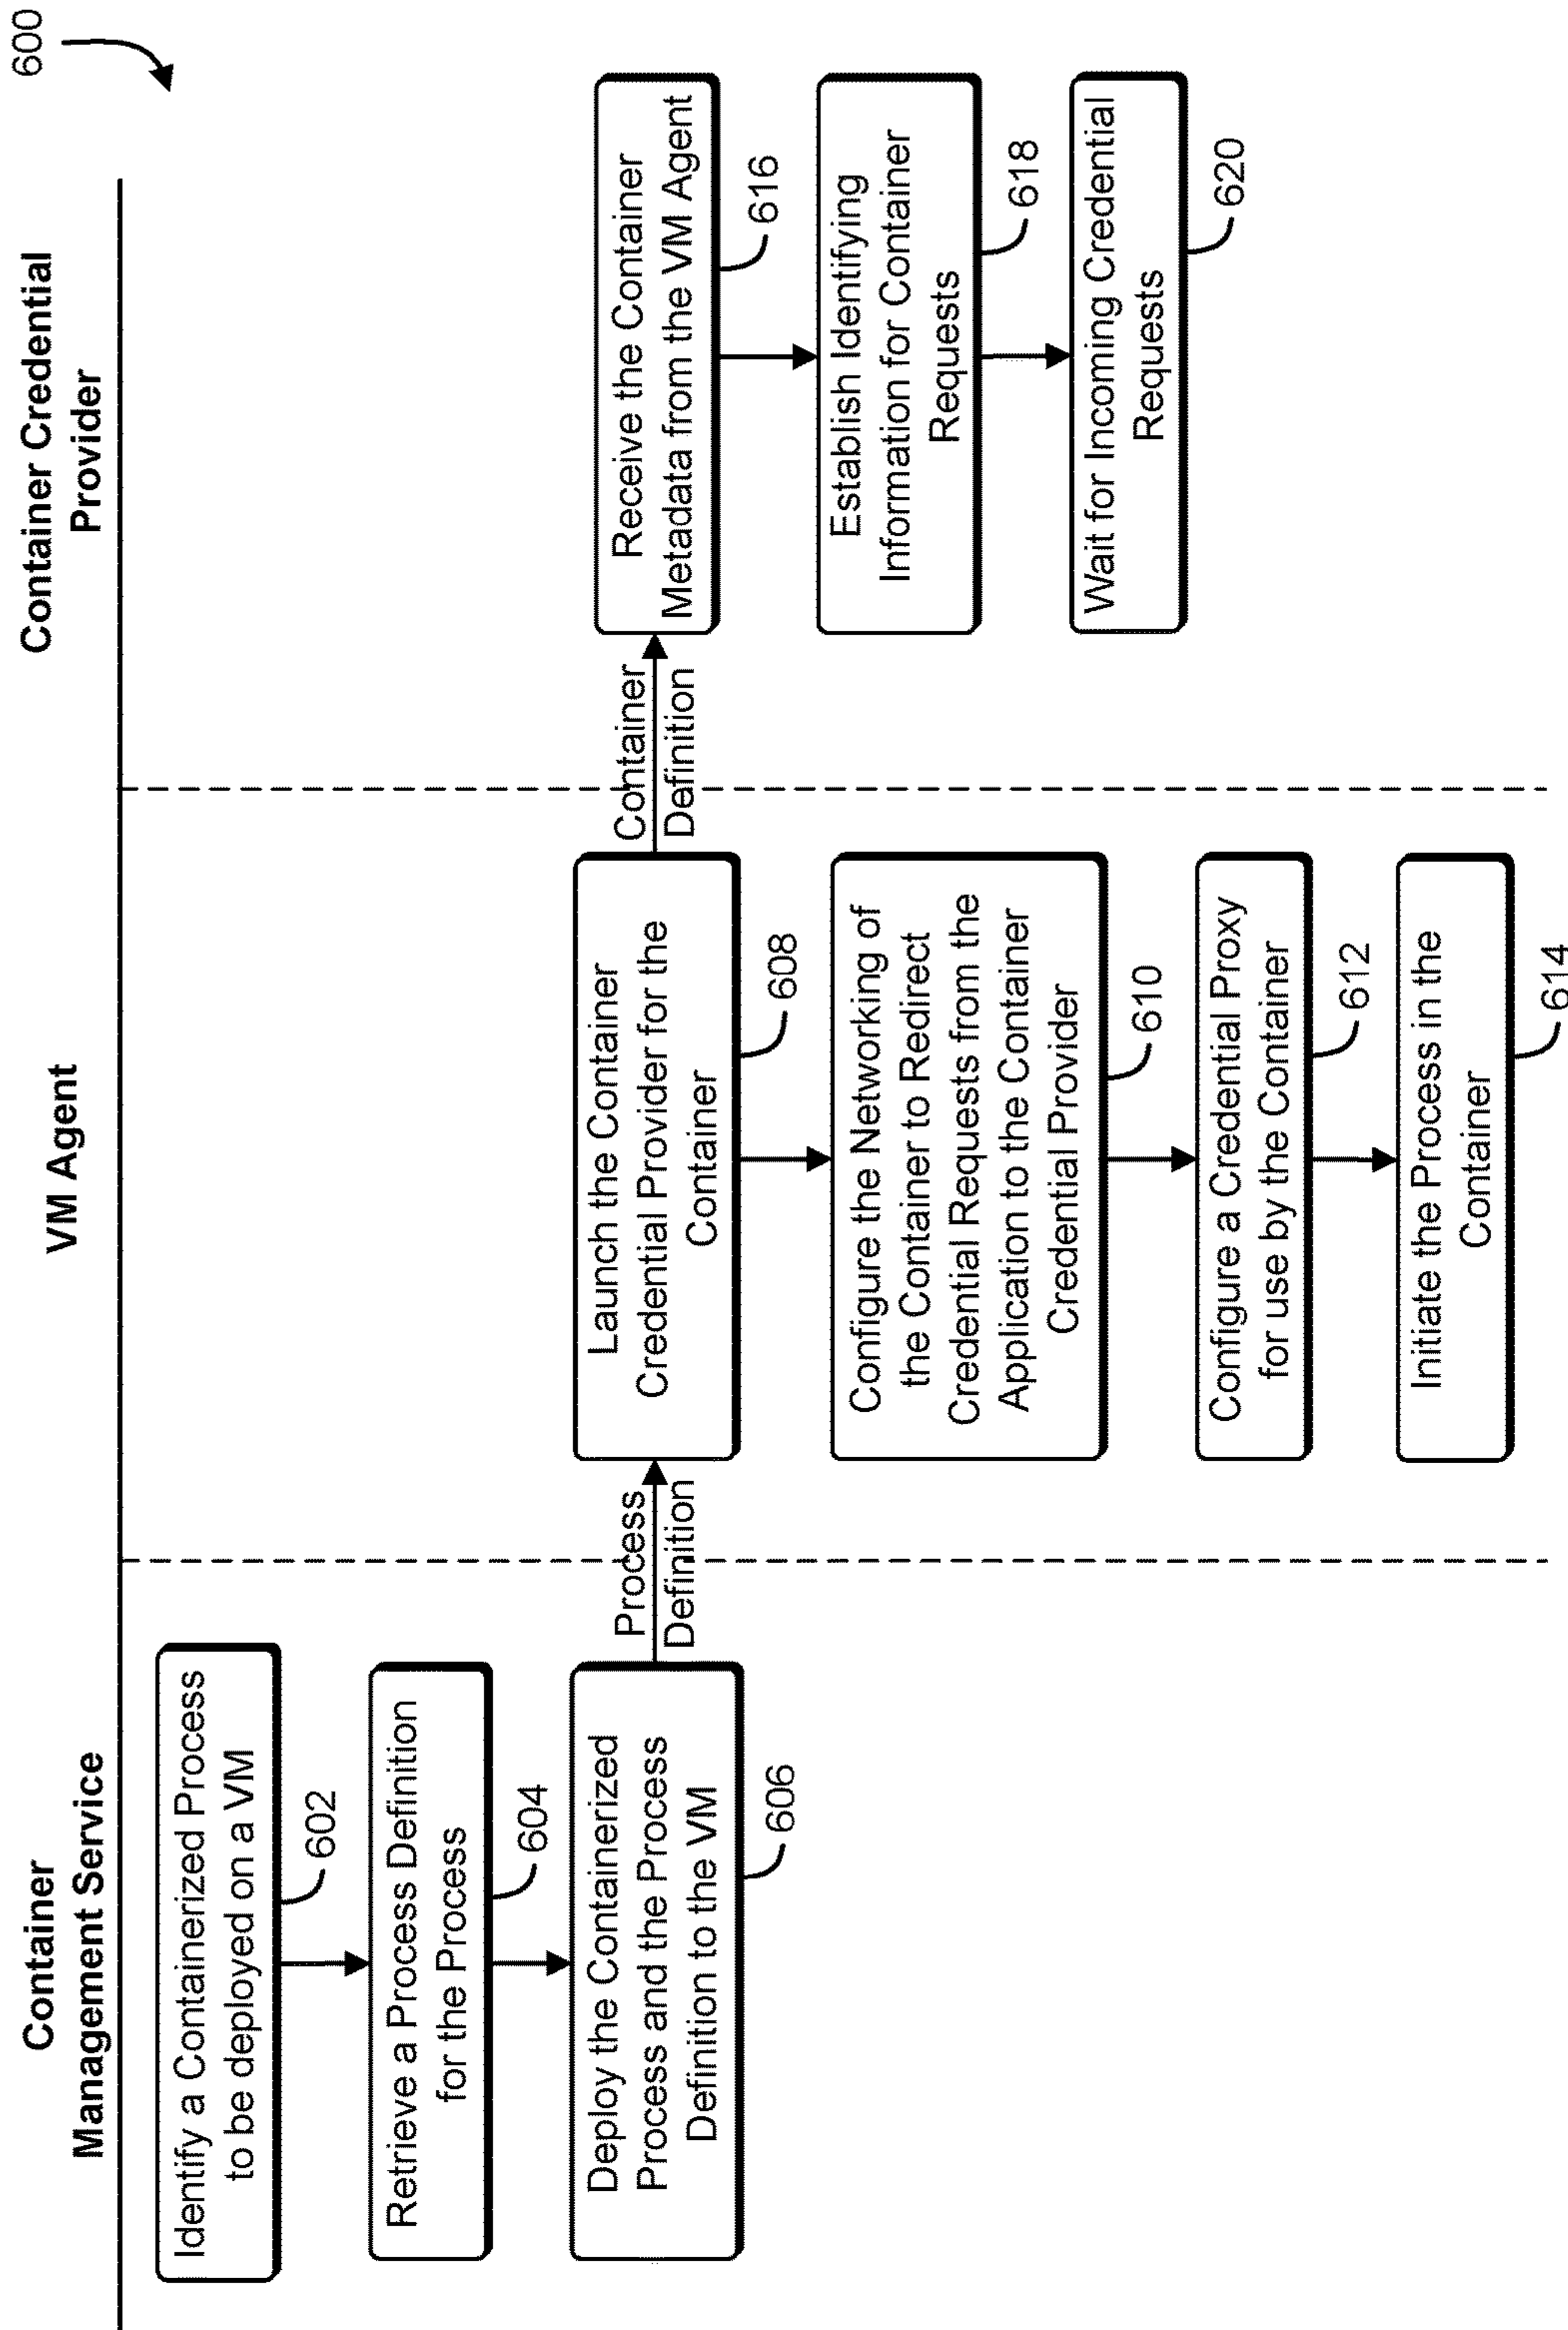 600
Container
Management Service
VM Agent
Container Credential
Provider
Identify a Containerized Process
to be deployed on a VM
602
Retrieve a Process Definition
for the Process
604
Deploy the Containerized
Process and the Process
Definition to the VM
606
Process
Definition
Launch the Container
Credential Provider for the
Container
608
Configure the Networking of
the Container to Redirect
Credential Requests from the
Application to the Container
Credential Provider
610
Configure a Credential Proxy
for use by the Container
612
Initiate the Process in the
Container
614
Container
Definition
Receive the Container
Metadata from the VM Agent
616
Establish Identifying
Information for Container
Requests
618
Wait for Incoming Credential
Requests
620